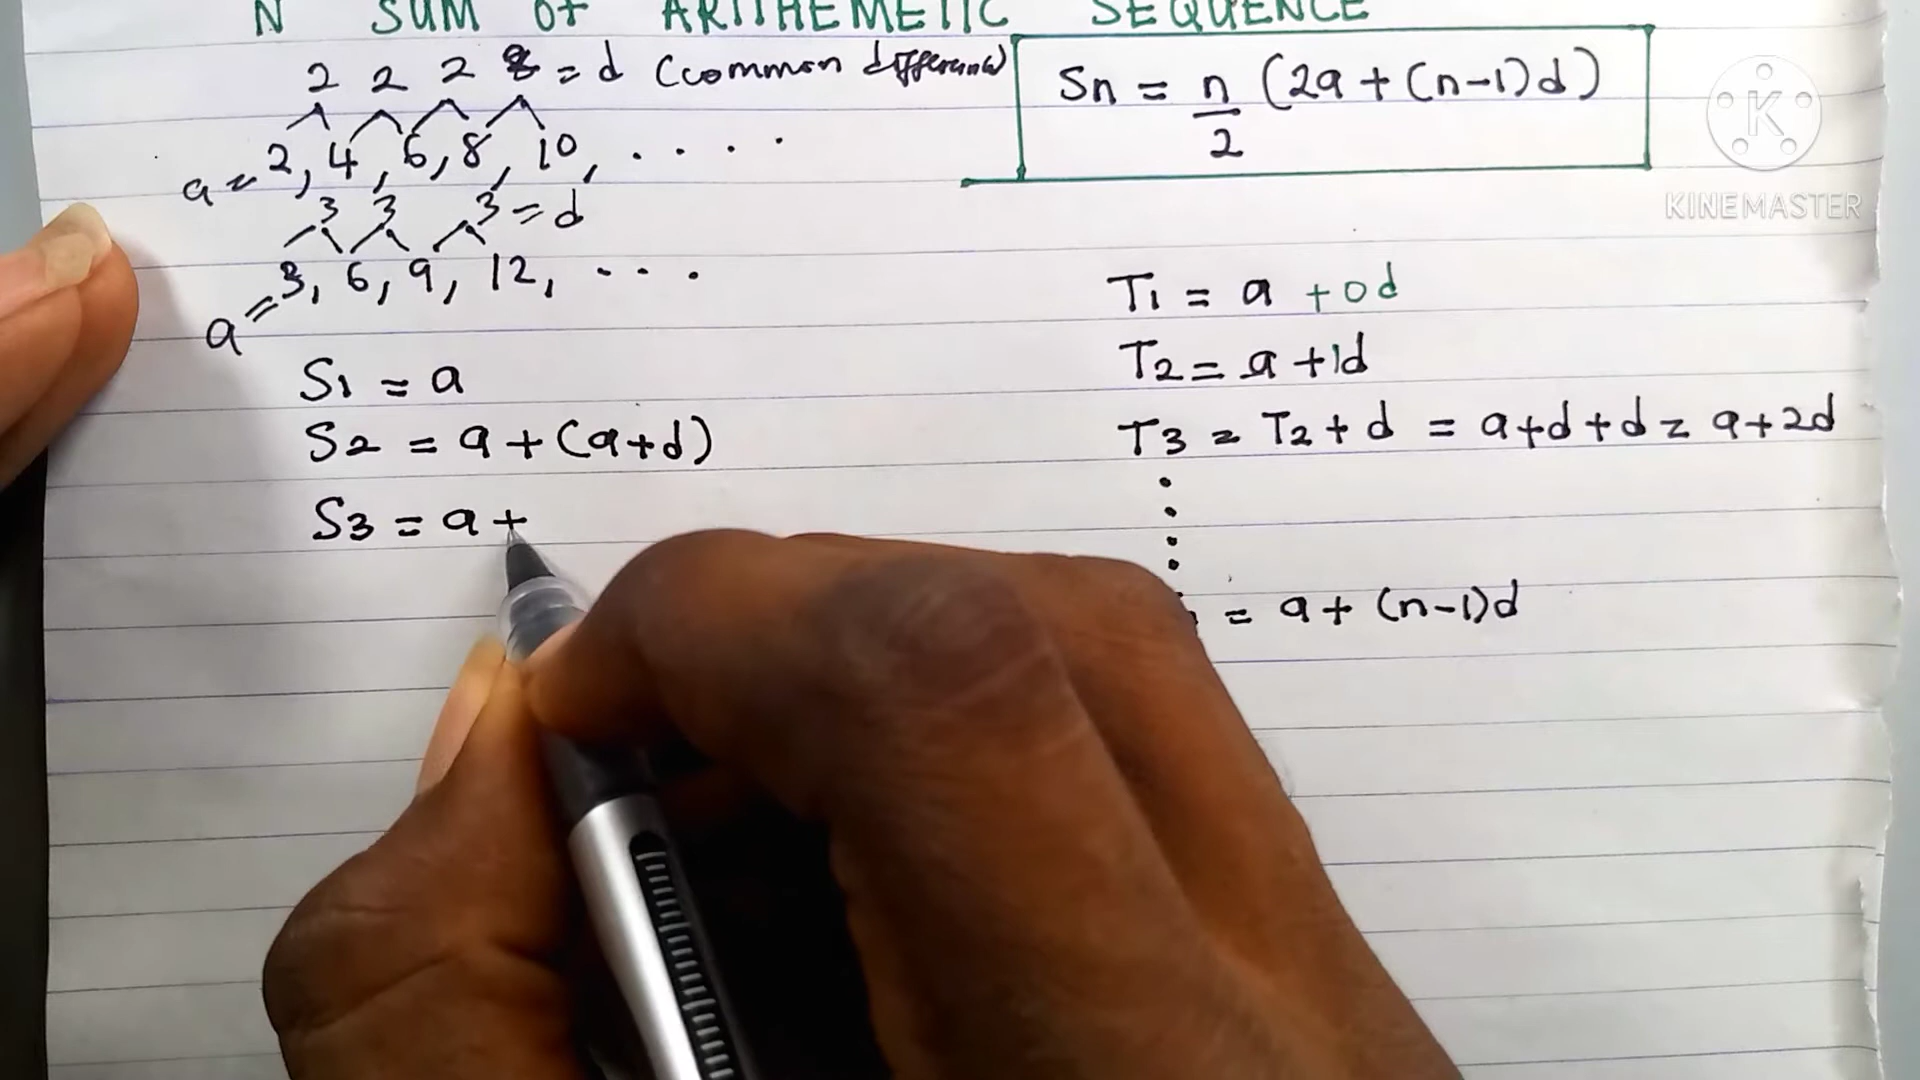 N SUM OF ARITHEMETIC SEQUENCE
2 2 2 2 = d (common difference)
a = 2, 4, 6, 8, 10, . . . .
3 3 3 = d
a = 3, 6, 9, 12, . . .
Sn = n/2 (2a + (n-1)d)
K
KINEMASTER
S1 = a
S2 = a + (a+d)
S3 = a +
T1 = a + 0d
T2 = a + 1d
T3 = T2 + d = a+d+d = a+2d
= a + (n-1)d